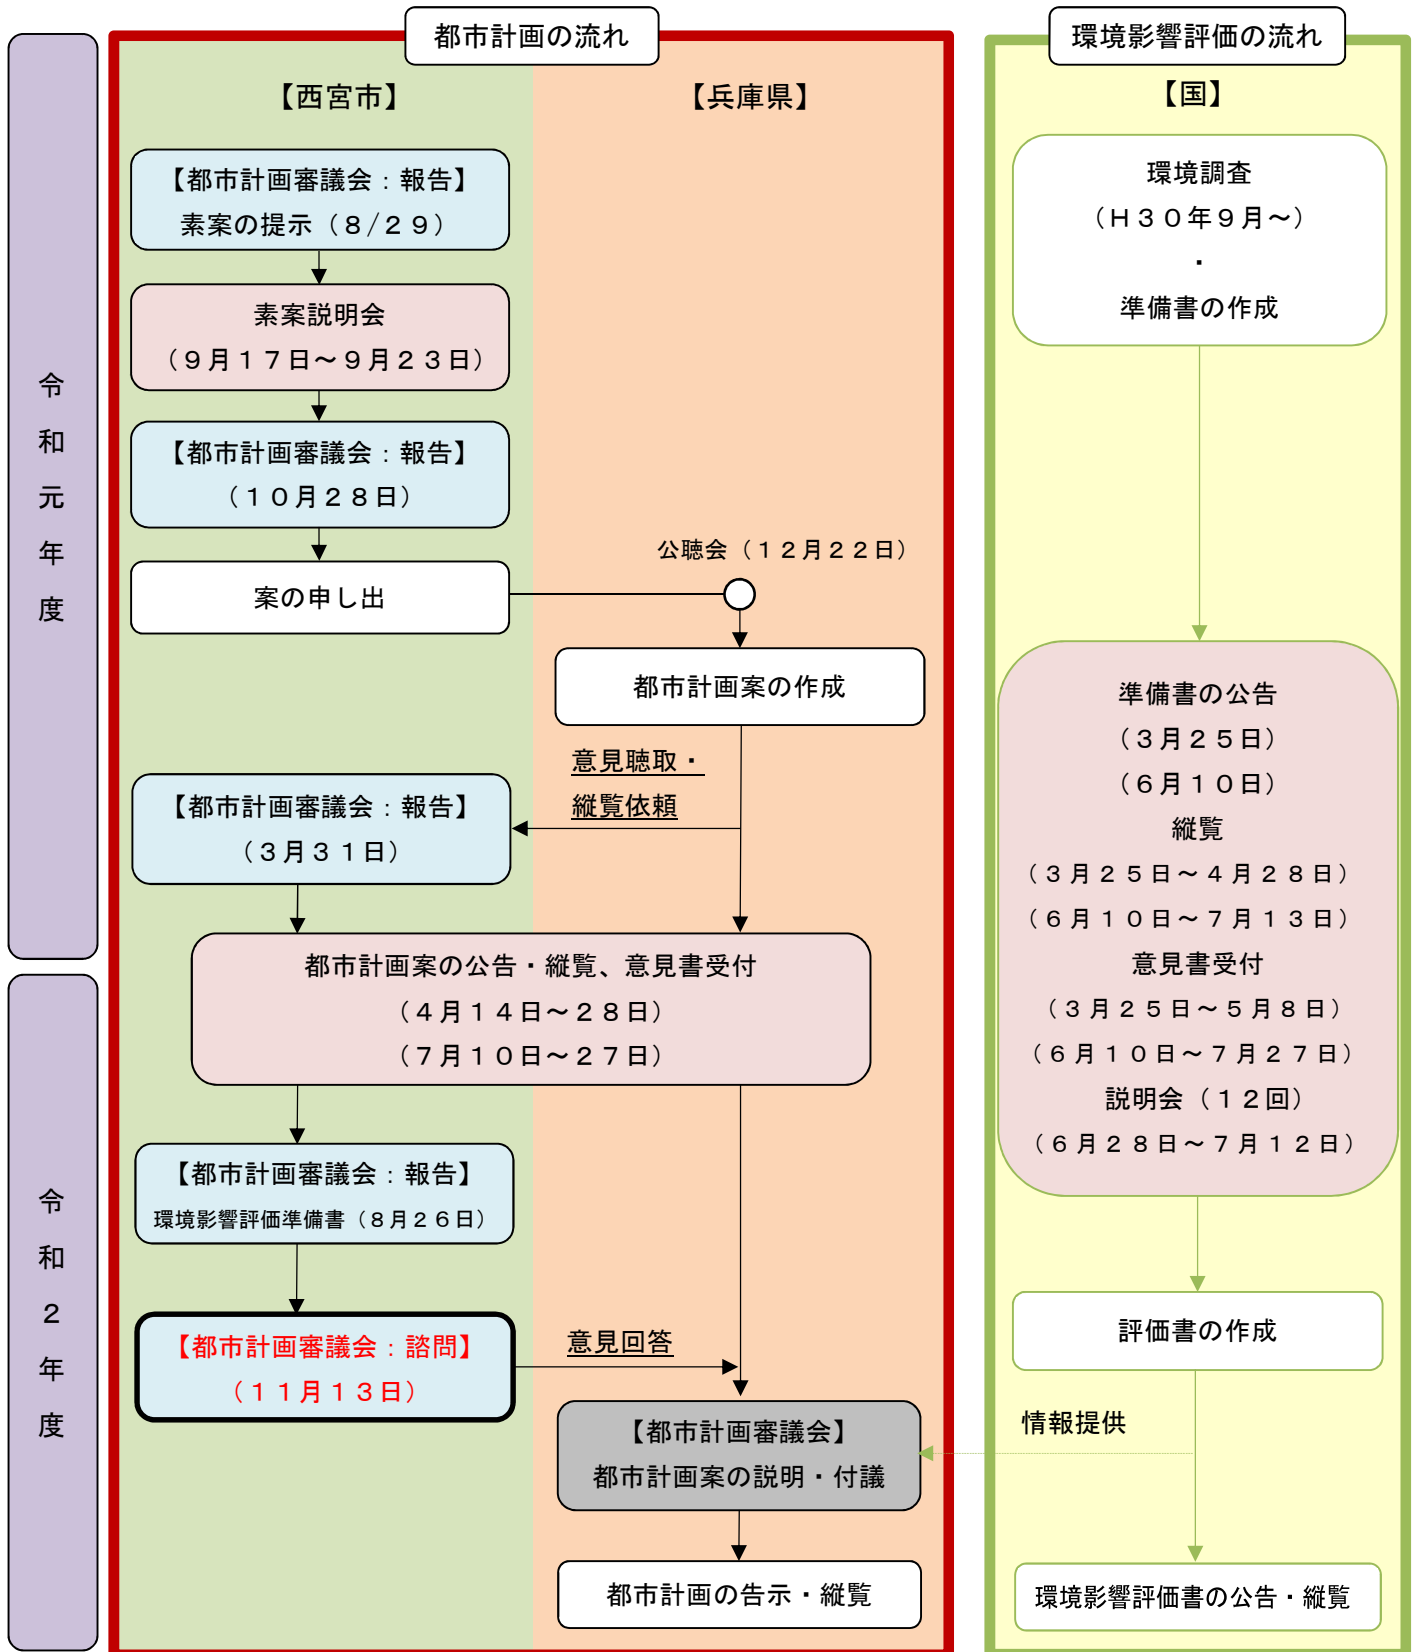 都市計画の流れ
環境影響評価の流れ
【西宮市】
【兵庫県】
【国】
令和元年度
令和２年度
【都市計画審議会：報告】
素案の提示（８/２９）
素案説明会
（９月１７日～９月２３日）
【都市計画審議会：報告】
（１０月２８日）
案の申し出
公聴会（１２月２２日）
都市計画案の作成
意見聴取・
縦覧依頼
【都市計画審議会：報告】
（３月３１日）
都市計画案の公告・縦覧、意見書受付
（４月１４日～２８日）
（７月１０日～２７日）
【都市計画審議会：報告】
環境影響評価準備書（８月２６日）
【都市計画審議会：諮問】
（１１月１３日）
意見回答
【都市計画審議会】
都市計画案の説明・付議
都市計画の告示・縦覧
環境調査
（Ｈ３０年９月～）
・
準備書の作成
準備書の公告
（３月２５日）
（６月１０日）
縦覧
（３月２５日～４月２８日）
（６月１０日～７月１３日）
意見書受付
（３月２５日～５月８日）
（６月１０日～７月２７日）
説明会（１２回）
（６月２８日～７月１２日）
評価書の作成
情報提供
環境影響評価書の公告・縦覧